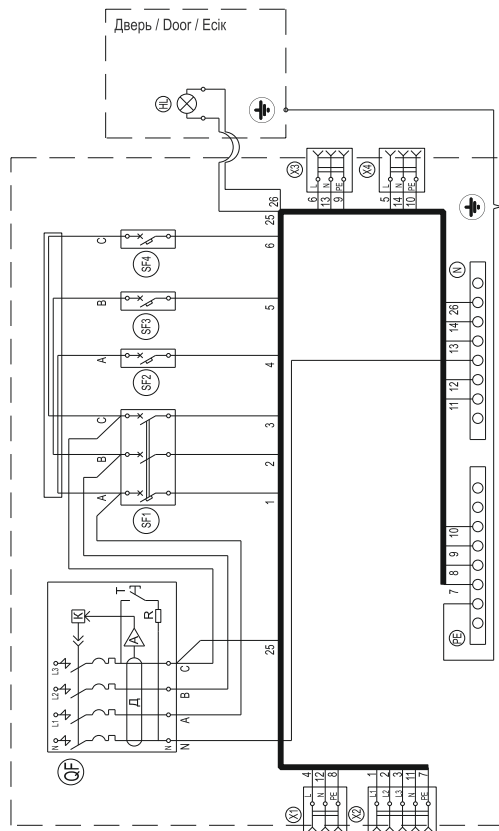 Дверь / Door / Есік
HL
X3
L
N
PE
6
13
9
X4
L
N
PE
5
14
10
26
25
6
5
4
3
2
1
C
B
A
C
B
A
SF4
SF3
SF2
SF1
QF
N
L1
L2
L3
K
T
R
A
Д
N
N
A
B
C
25
N
26
14
13
12
11
PE
10
9
8
7
X1
L
N
PE
4
12
8
X2
L1
L2
L3
N
PE
1
2
3
11
7